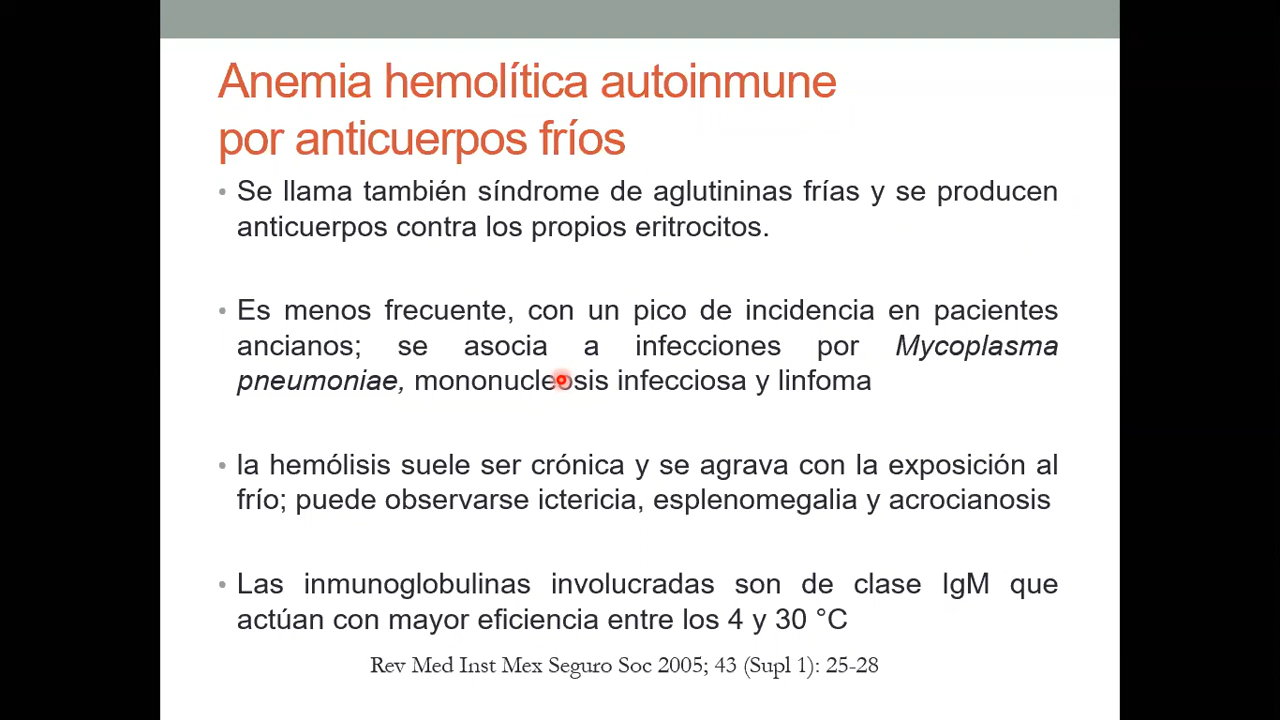 Anemia hemolítica autoinmune
por anticuerpos fríos
• Se llama también síndrome de aglutininas frías y se producen
anticuerpos contra los propios eritrocitos.
• Es menos frecuente, con un pico de incidencia en pacientes
ancianos; se asocia a infecciones por Mycoplasma
pneumoniae, mononucleosis infecciosa y linfoma
• la hemólisis suele ser crónica y se agrava con la exposición al
frío; puede observarse ictericia, esplenomegalia y acrocianosis
• Las inmunoglobulinas involucradas son de clase IgM que
actúan con mayor eficiencia entre los 4 y 30 °C
Rev Med Inst Mex Seguro Soc 2005; 43 (Supl 1): 25-28